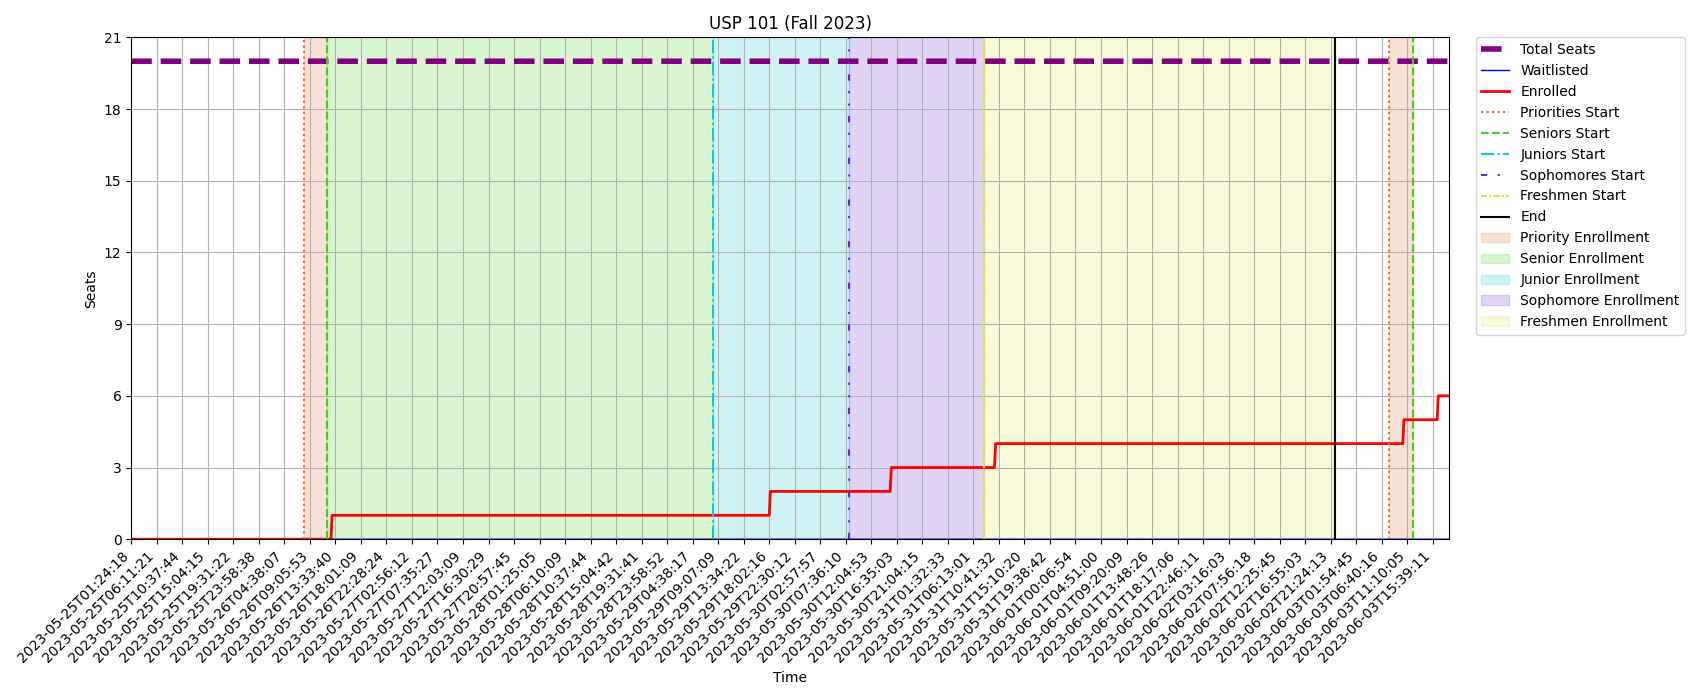 USP 101 (Fall 2023)
21
18
15
12
9
6
3
0
Seats
2023-05-25T01:24:18
2023-05-25T06:11:21
2023-05-25T10:37:44
2023-05-25T15:04:15
2023-05-25T19:31:22
2023-05-25T23:58:38
2023-05-26T04:38:07
2023-05-26T09:05:53
2023-05-26T13:33:40
2023-05-26T18:01:09
2023-05-26T22:28:24
2023-05-27T02:56:12
2023-05-27T07:35:27
2023-05-27T12:03:09
2023-05-27T16:30:29
2023-05-27T20:57:45
2023-05-28T01:25:05
2023-05-28T06:10:09
2023-05-28T10:37:44
2023-05-28T15:04:42
2023-05-28T19:31:41
2023-05-28T23:58:52
2023-05-29T04:38:17
2023-05-29T09:07:09
2023-05-29T13:34:22
2023-05-29T18:02:16
2023-05-29T22:30:12
2023-05-30T02:57:57
2023-05-30T07:36:10
2023-05-30T12:04:53
2023-05-30T16:35:03
2023-05-30T21:04:15
2023-05-31T01:32:33
2023-05-31T06:13:01
2023-05-31T10:41:32
2023-05-31T15:10:20
2023-05-31T19:38:42
2023-06-01T00:06:54
2023-06-01T04:51:00
2023-06-01T09:20:09
2023-06-01T13:48:26
2023-06-01T18:17:06
2023-06-01T22:46:11
2023-06-02T03:16:03
2023-06-02T07:56:18
2023-06-02T12:25:45
2023-06-02T16:55:03
2023-06-02T21:24:13
2023-06-03T01:54:45
2023-06-03T06:40:16
2023-06-03T11:10:05
2023-06-03T15:39:11
Time
Total Seats
Waitlisted
Enrolled
Priorities Start
Seniors Start
Juniors Start
Sophomores Start
Freshmen Start
End
Priority Enrollment
Senior Enrollment
Junior Enrollment
Sophomore Enrollment
Freshmen Enrollment